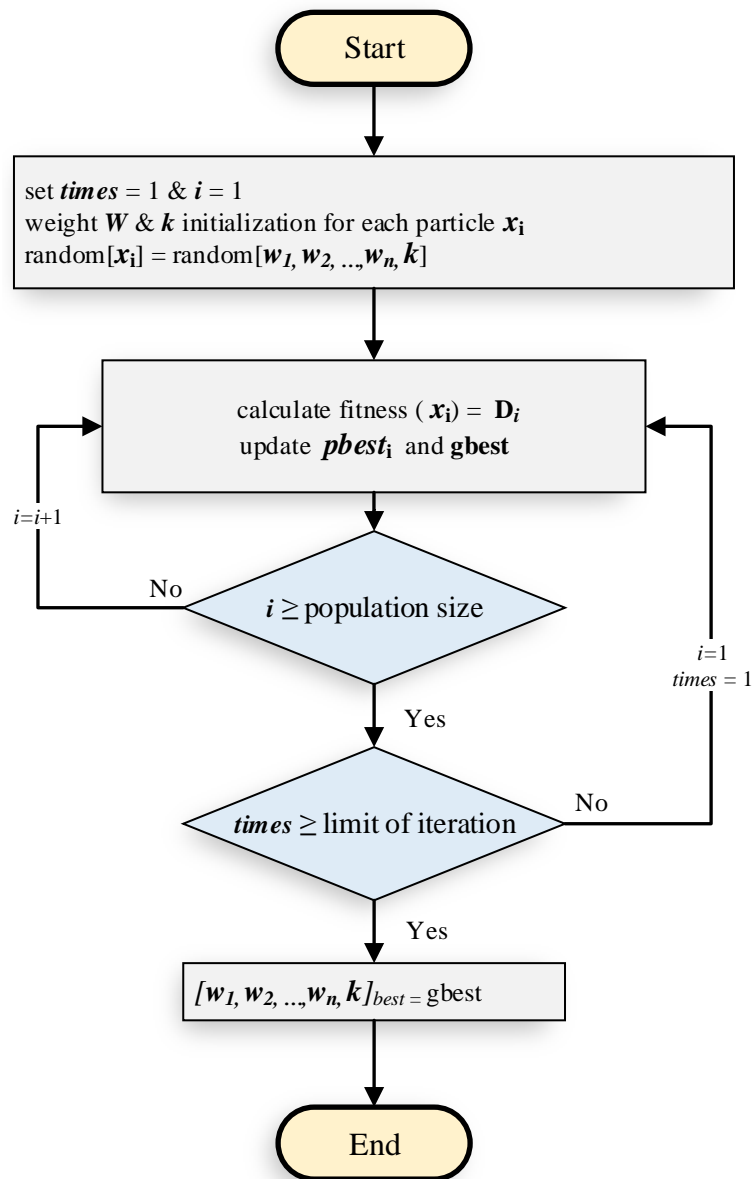 Start
set times = 1 & i = 1
weight W & k initialization for each particle xi
random[xi] = random[w1, w2, ...,wn, k]
calculate fitness ( xi) = Di
update pbesti and gbest
i=i+1
No
i ≥ population size
i=1
times = 1
Yes
No
times ≥ limit of iteration
Yes
[w1, w2, ...,wn, k]best = gbest
End